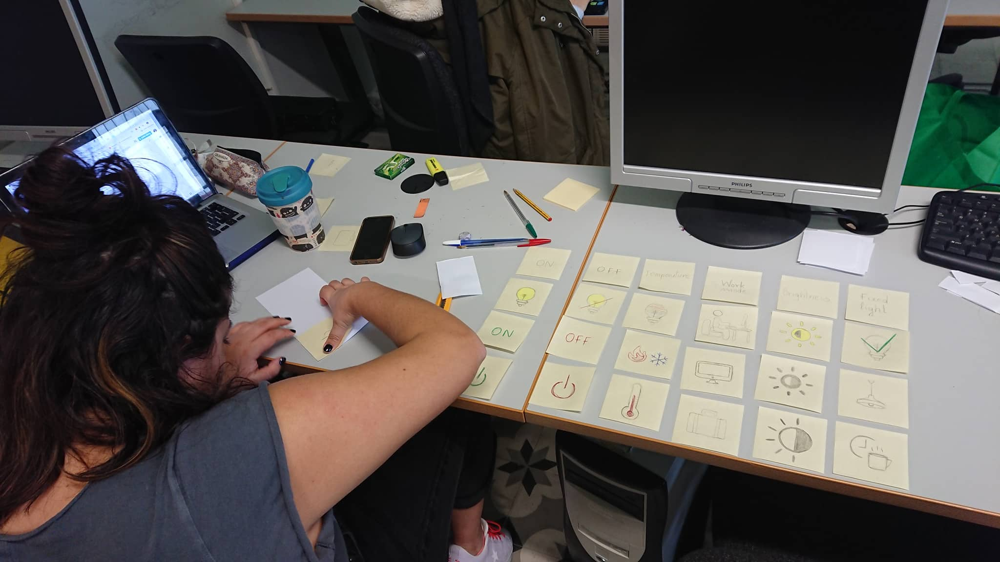 GRANADA
PHILIPS
ON
OFF
Temperature
Work
mode
Brightness
Fixed
light
ON
OFF